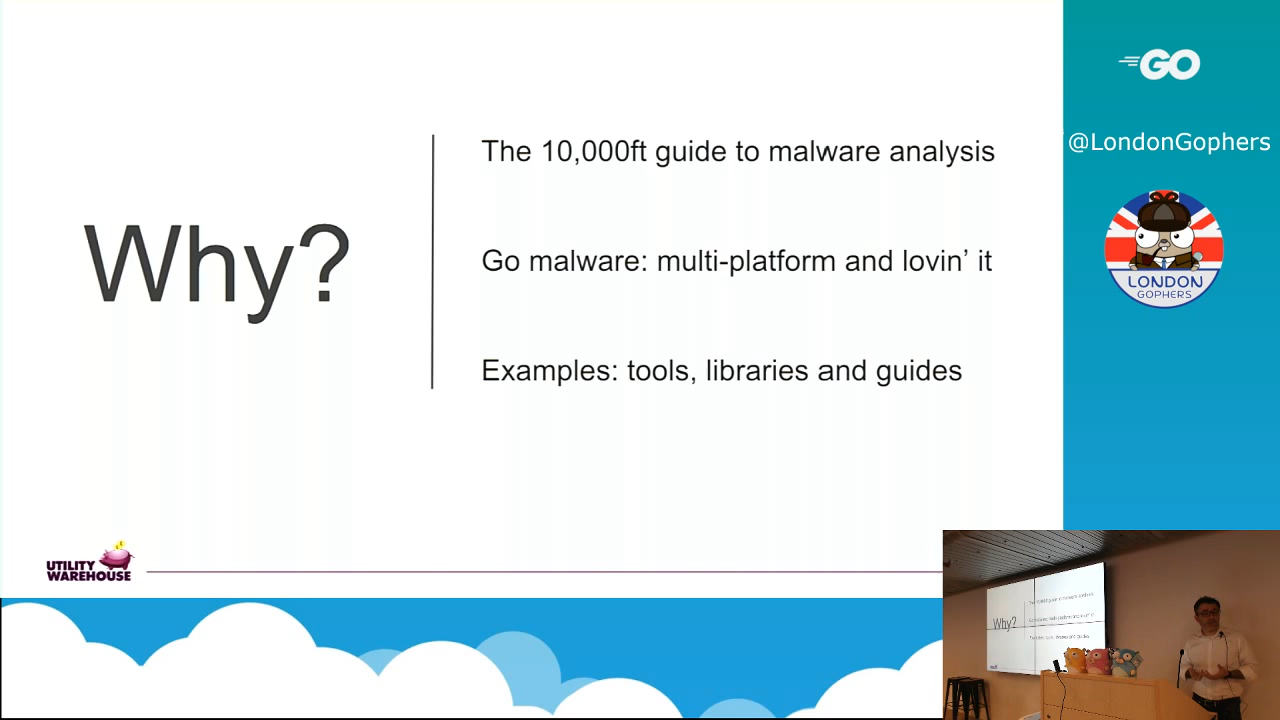 Why?
The 10,000ft guide to malware analysis
Go malware: multi-platform and lovin’ it
Examples: tools, libraries and guides
UTILITY
WAREHOUSE
GO
@LondonGophers
LONDON
GOPHERS
Why?